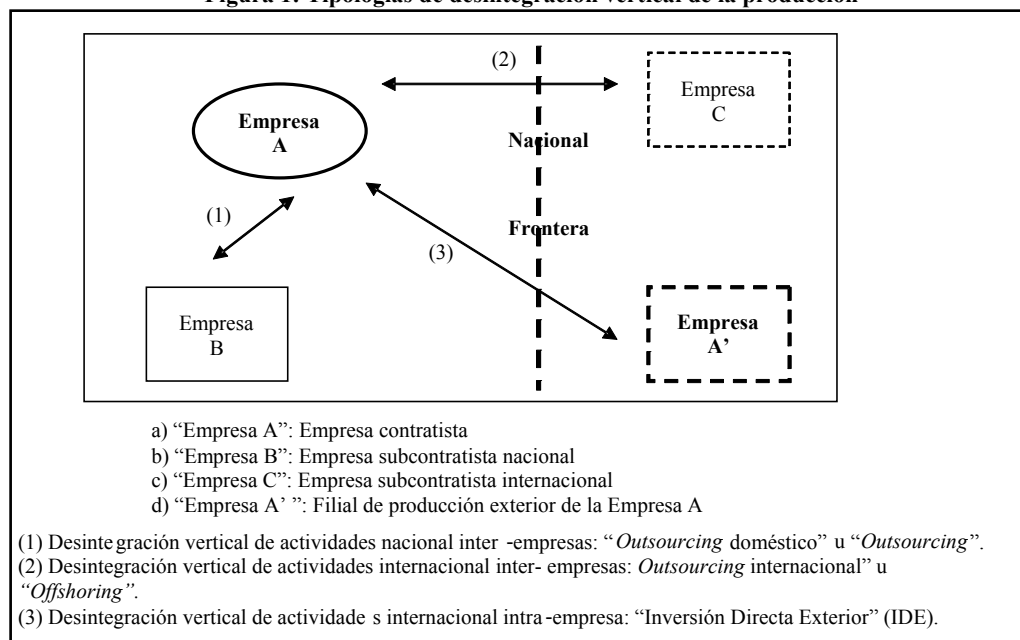 Figura 1. Tipologías de desintegración vertical de la producción
(2)
Empresa
A
Empresa
C
Nacional
(1)
Frontera
(3)
Empresa
B
Empresa
A’
a) “Empresa A”: Empresa contratista
b) “Empresa B”: Empresa subcontratista nacional
c) “Empresa C”: Empresa subcontratista internacional
d) “Empresa A’ ”: Filial de producción exterior de la Empresa A
(1) Desintegración vertical de actividades nacional inter -empresas: “Outsourcing doméstico” u “Outsourcing”.
(2) Desintegración vertical de actividades internacional inter- empresas: Outsourcing internacional” u
“Offshoring”.
(3) Desintegración vertical de actividade s internacional intra-empresa: “Inversión Directa Exterior” (IDE).